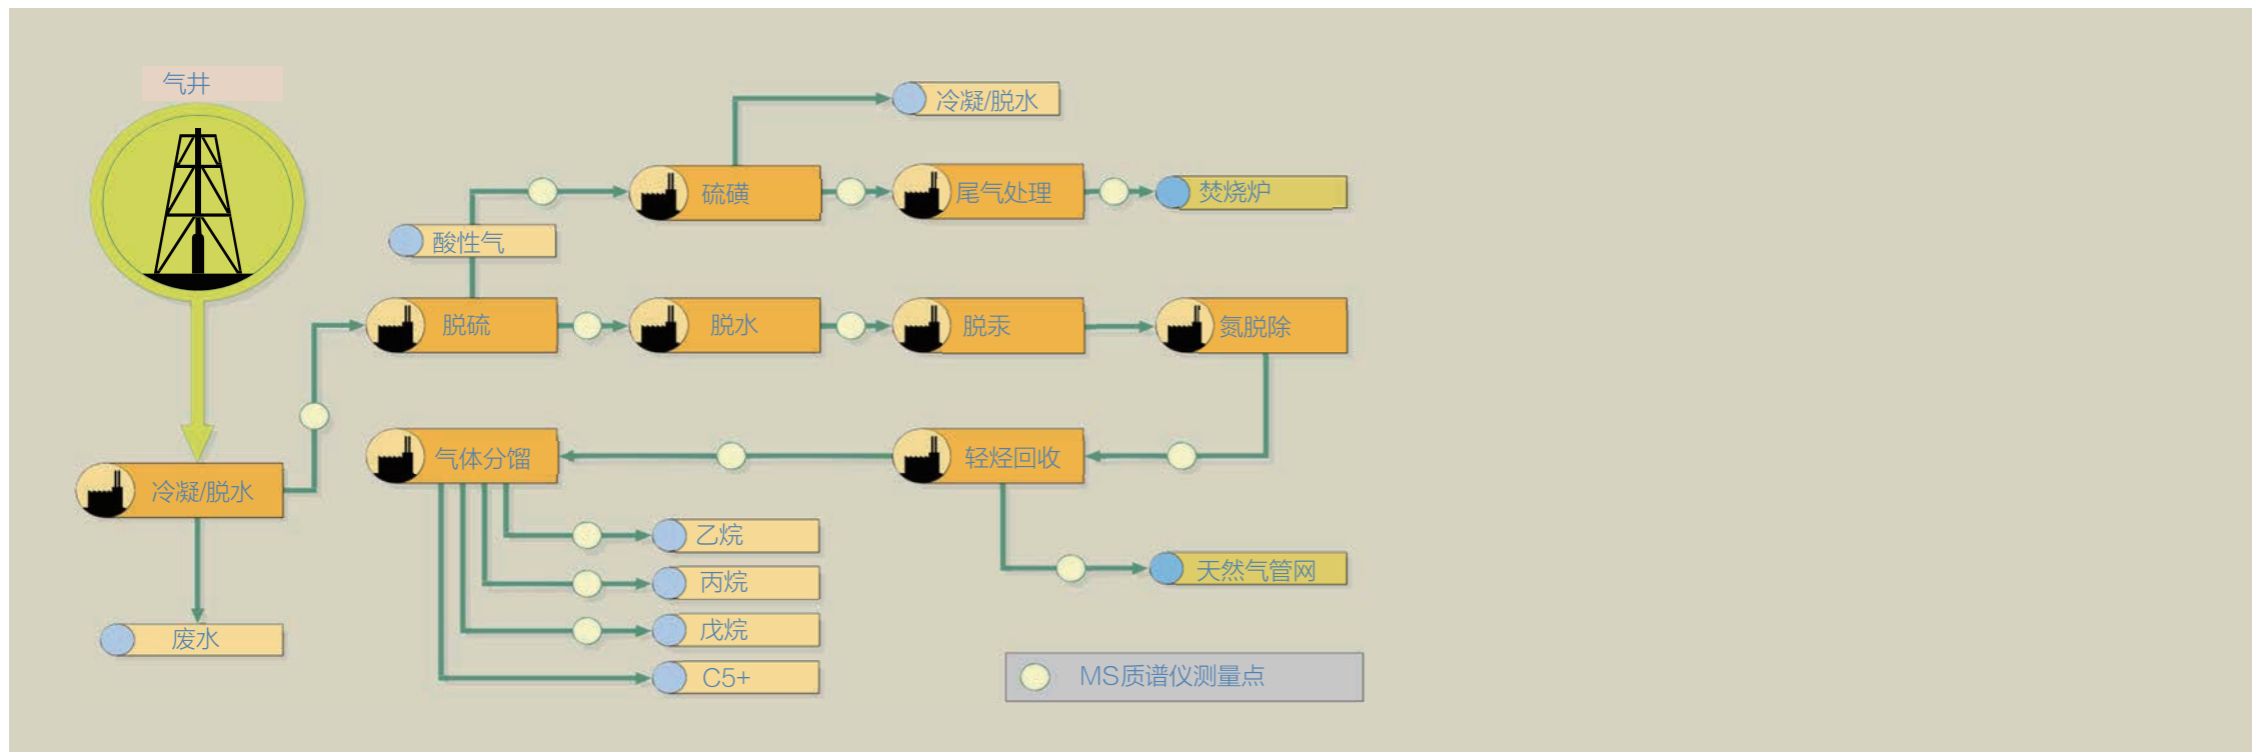 气井
冷凝/脱水
硫磺
尾气处理
焚烧炉
酸性气
脱硫
脱水
脱汞
氮脱除
气体分馏
轻烃回收
冷凝/脱水
乙烷
丙烷
天然气管网
戊烷
废水
C5+
MS质谱仪测量点